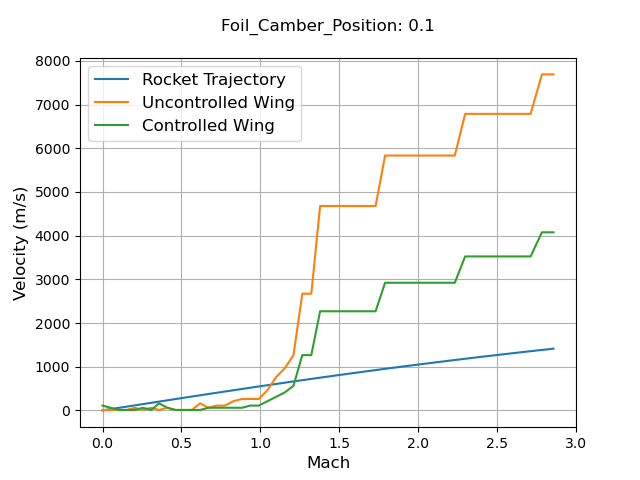 Foil_Camber_Position: 0.1
8000
7000
6000
5000
4000
3000
2000
1000
0
Velocity (m/s)
Rocket Trajectory
Uncontrolled Wing
Controlled Wing
0.0 0.5 1.0 1.5 2.0 2.5 3.0
Mach